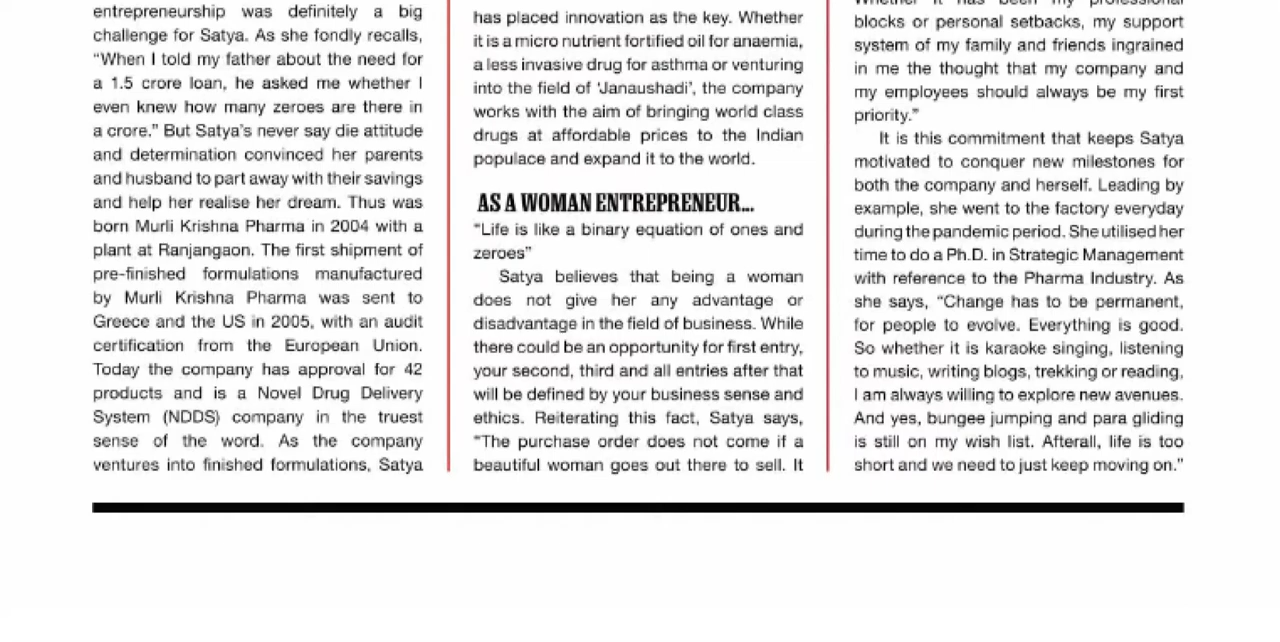 entrepreneurship was definitely a big
challenge for Satya. As she fondly recalls,
“When I told my father about the need for
a 1.5 crore loan, he asked me whether I
even knew how many zeroes are there in
a crore.” But Satya’s never say die attitude
and determination convinced her parents
and husband to part away with their savings
and help her realise her dream. Thus was
born Murli Krishna Pharma in 2004 with a
plant at Ranjangaon. The first shipment of
pre-finished formulations manufactured
by Murli Krishna Pharma was sent to
Greece and the US in 2005, with an audit
certification from the European Union.
Today the company has approval for 42
products and is a Novel Drug Delivery
System (NDDS) company in the truest
sense of the word. As the company
ventures into finished formulations, Satya
has placed innovation as the key. Whether
it is a micro nutrient fortified oil for anaemia,
a less invasive drug for asthma or venturing
into the field of ‘Janaushadi’, the company
works with the aim of bringing world class
drugs at affordable prices to the Indian
populace and expand it to the world.
AS A WOMAN ENTREPRENEUR...
“Life is like a binary equation of ones and
zeroes”
Satya believes that being a woman
does not give her any advantage or
disadvantage in the field of business. While
there could be an opportunity for first entry,
your second, third and all entries after that
will be defined by your business sense and
ethics. Reiterating this fact, Satya says,
“The purchase order does not come if a
beautiful woman goes out there to sell. It
Whether it has been my professional
blocks or personal setbacks, my support
system of my family and friends ingrained
in me the thought that my company and
my employees should always be my first
priority.”
It is this commitment that keeps Satya
motivated to conquer new milestones for
both the company and herself. Leading by
example, she went to the factory everyday
during the pandemic period. She utilised her
time to do a Ph.D. in Strategic Management
with reference to the Pharma Industry. As
she says, “Change has to be permanent,
for people to evolve. Everything is good.
So whether it is karaoke singing, listening
to music, writing blogs, trekking or reading,
I am always willing to explore new avenues.
And yes, bungee jumping and para gliding
is still on my wish list. Afterall, life is too
short and we need to just keep moving on.”